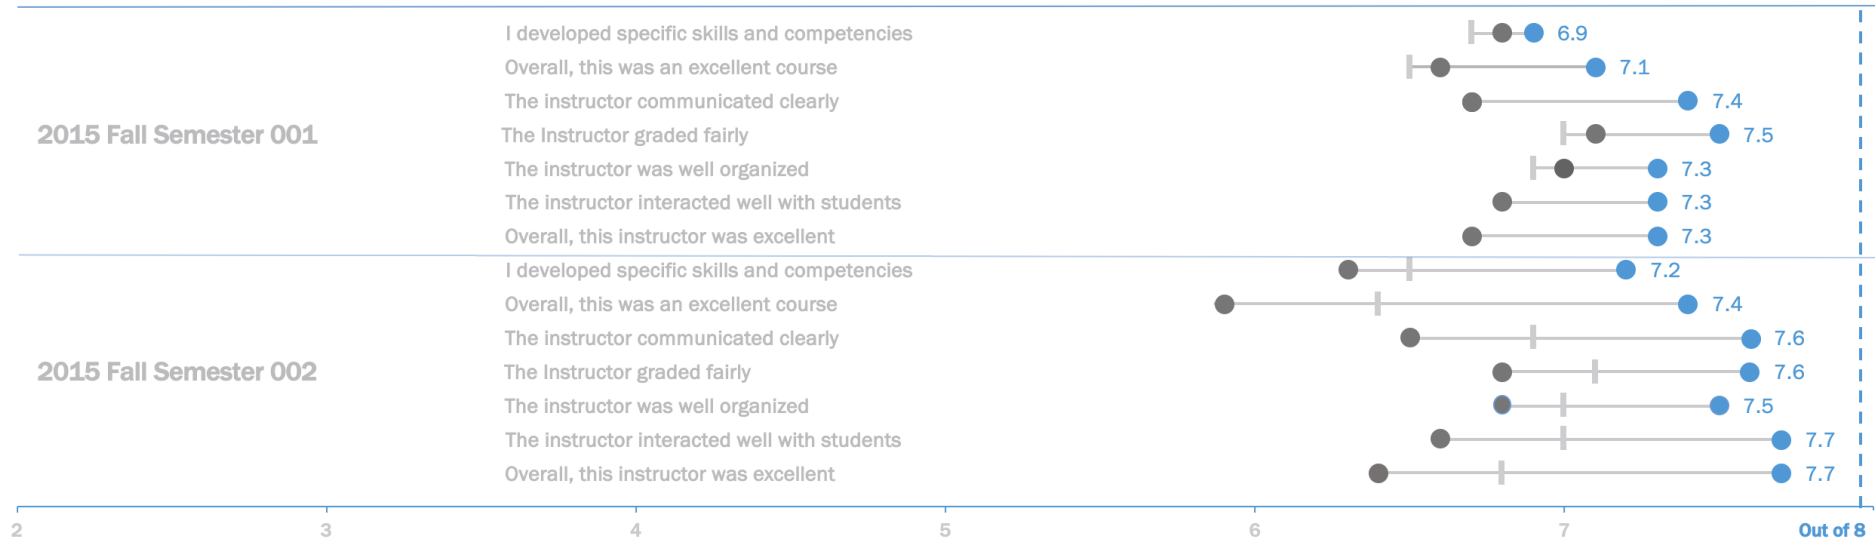 I developed specific skills and competencies 6.9
Overall, this was an excellent course 7.1
The instructor communicated clearly 7.4
2015 Fall Semester 001 The Instructor graded fairly 7.5
The instructor was well organized 7.3
The instructor interacted well with students 7.3
Overall, this instructor was excellent 7.3
I developed specific skills and competencies 7.2
Overall, this was an excellent course 7.4
The instructor communicated clearly 7.6
2015 Fall Semester 002 The Instructor graded fairly 7.6
The instructor was well organized 7.5
The instructor interacted well with students 7.7
Overall, this instructor was excellent 7.7
2 3 4 5 6 7 Out of 8